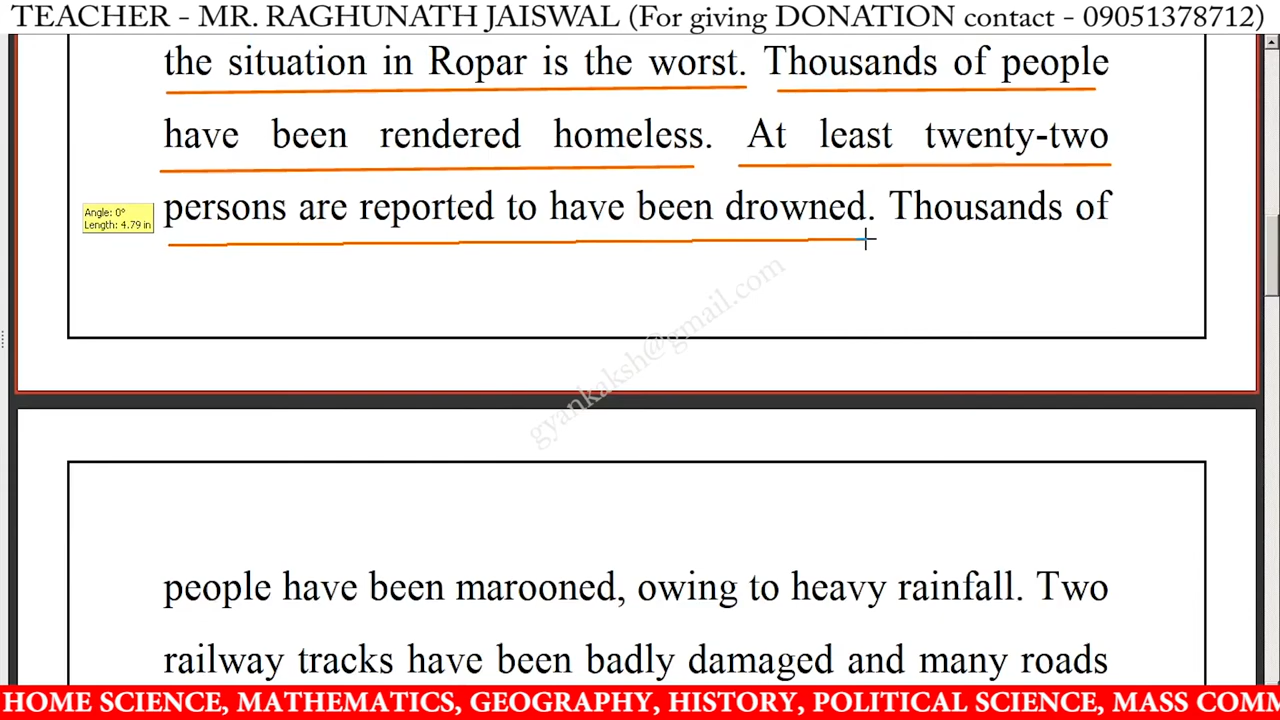 TEACHER - MR. RAGHUNATH JAISWAL (For giving DONATION contact - 09051378712)
the situation in Ropar is the worst. Thousands of people
have been rendered homeless. At least twenty-two
Angle: 0°
Length: 4.79 in
persons are reported to have been drowned. Thousands of
gyankaksh@gmail.com
people have been marooned, owing to heavy rainfall. Two
railway tracks have been badly damaged and many roads
HOME SCIENCE, MATHEMATICS, GEOGRAPHY, HISTORY, POLITICAL SCIENCE, MASS COMM